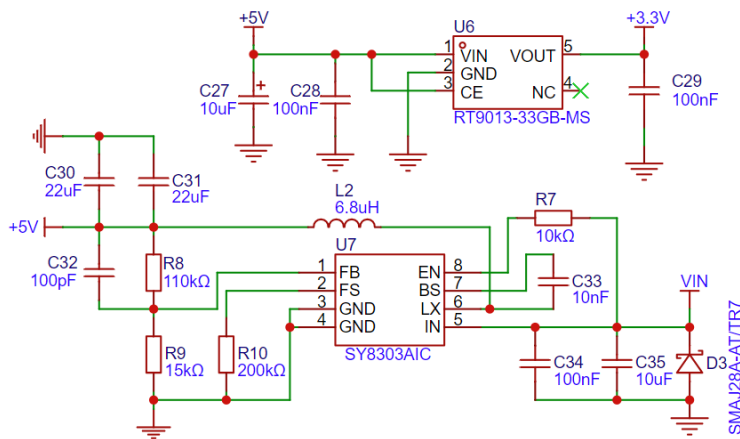 +5V
U6
+3.3V
1
VIN
VOUT
5
2
GND
3
CE
NC
4
RT9013-33GB-MS
C27
10uF
C28
100nF
C29
100nF
C30
22uF
C31
22uF
+5V
L2
6.8uH
C32
100pF
R8
110kΩ
R9
15kΩ
R10
200kΩ
U7
1
FB
EN
8
2
FS
BS
7
3
GND
LX
6
4
GND
IN
5
SY8303AIC
R7
10kΩ
C33
10nF
VIN
C34
100nF
C35
10uF
D3
SMAJ28A-AT/TR7